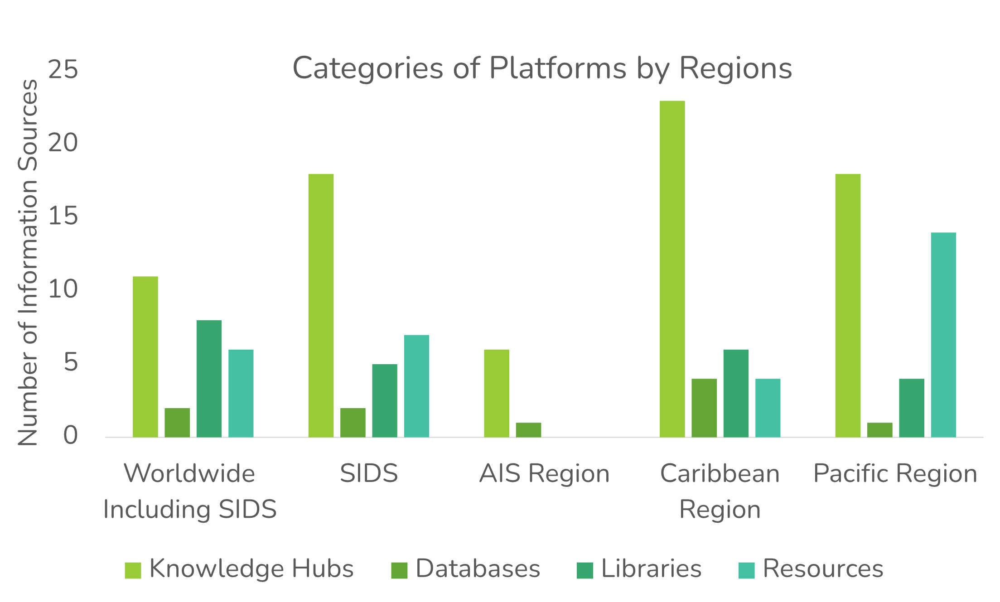 Categories of Platforms by Regions
Number of Information Sources
25
20
15
10
5
0
Worldwide
Including SIDS
SIDS
AIS Region
Caribbean
Region
Pacific Region
Knowledge Hubs
Databases
Libraries
Resources